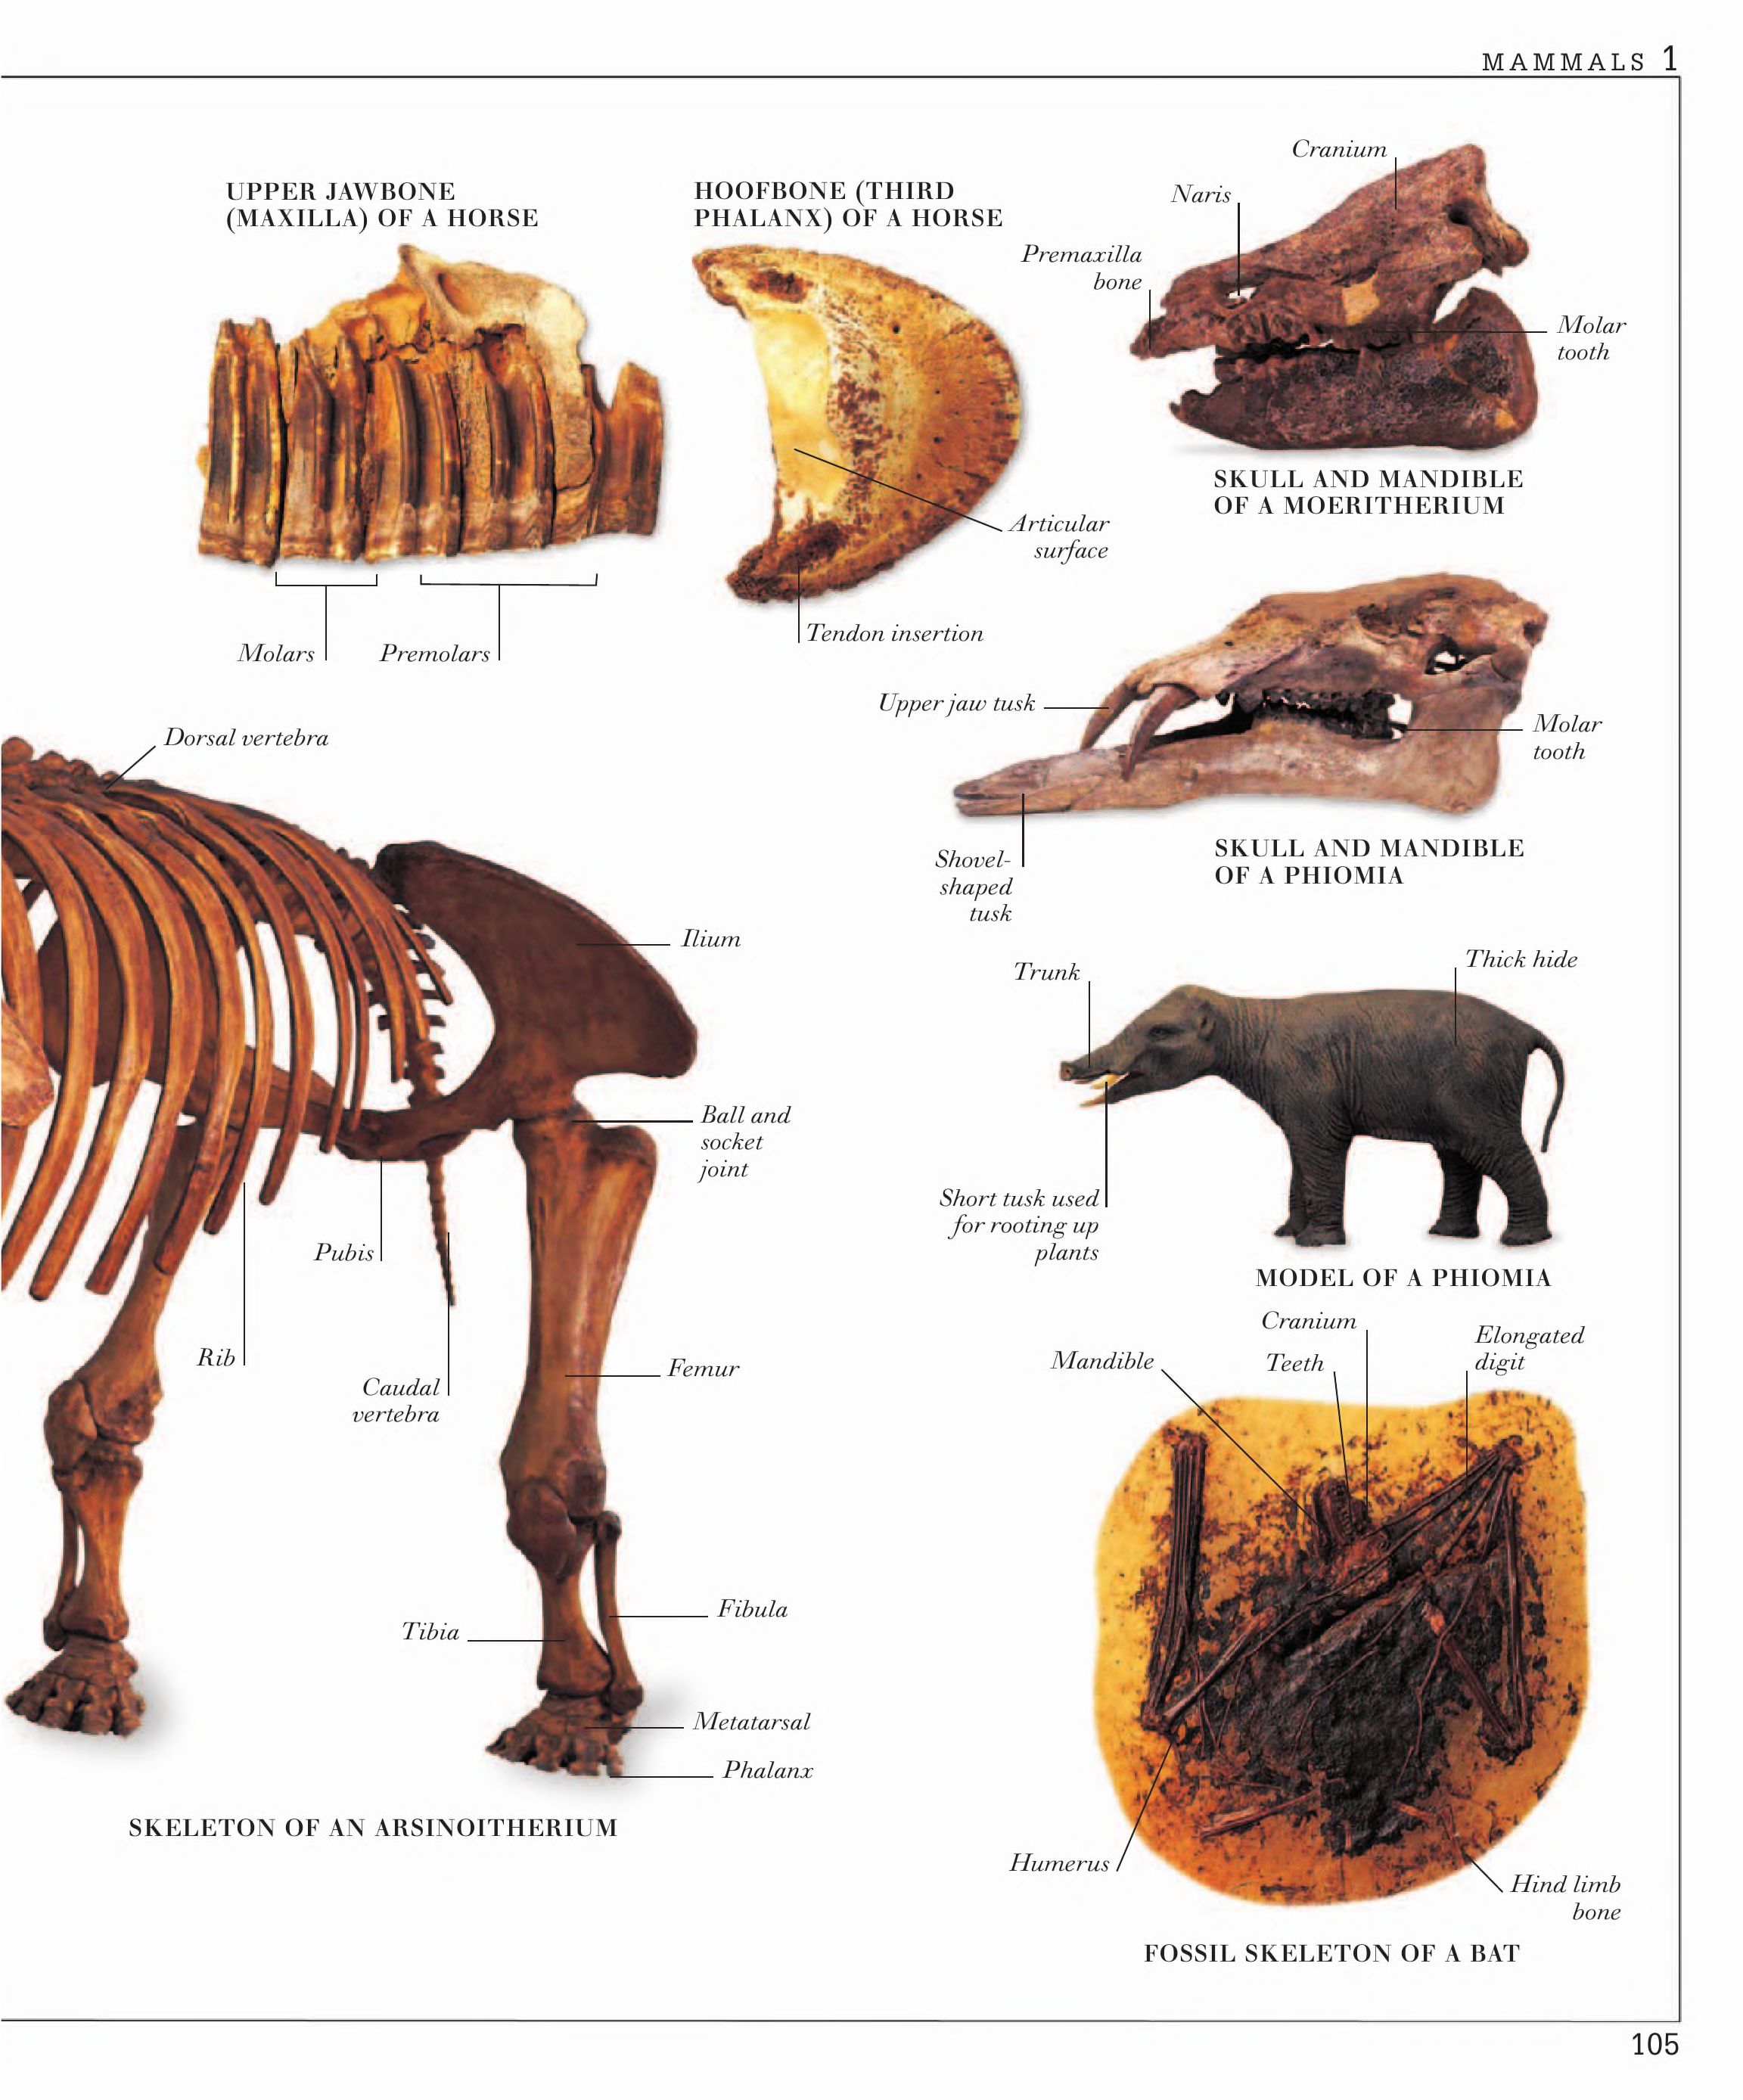 MAMMALS 1
UPPER JAWBONE
(MAXILLA) OF A HORSE
Molars
Premolars
HOOFBONE (THIRD
PHALANX) OF A HORSE
Articular
surface
Tendon insertion
Cranium
Naris
Premaxilla
bone
Molar
tooth
SKULL AND MANDIBLE
OF A MOERITHERIUM
Upper jaw tusk
Molar
tooth
Shovel-
shaped
tusk
SKULL AND MANDIBLE
OF A PHIOMIA
Dorsal vertebra
Ilium
Ball and
socket
joint
Pubis
Rib
Caudal
vertebra
Femur
Fibula
Tibia
Metatarsal
Phalanx
SKELETON OF AN ARSINOITHERIUM
Trunk
Thick hide
Short tusk used
for rooting up
plants
MODEL OF A PHIOMIA
Cranium
Mandible
Teeth
Elongated
digit
Humerus
Hind limb
bone
FOSSIL SKELETON OF A BAT
105